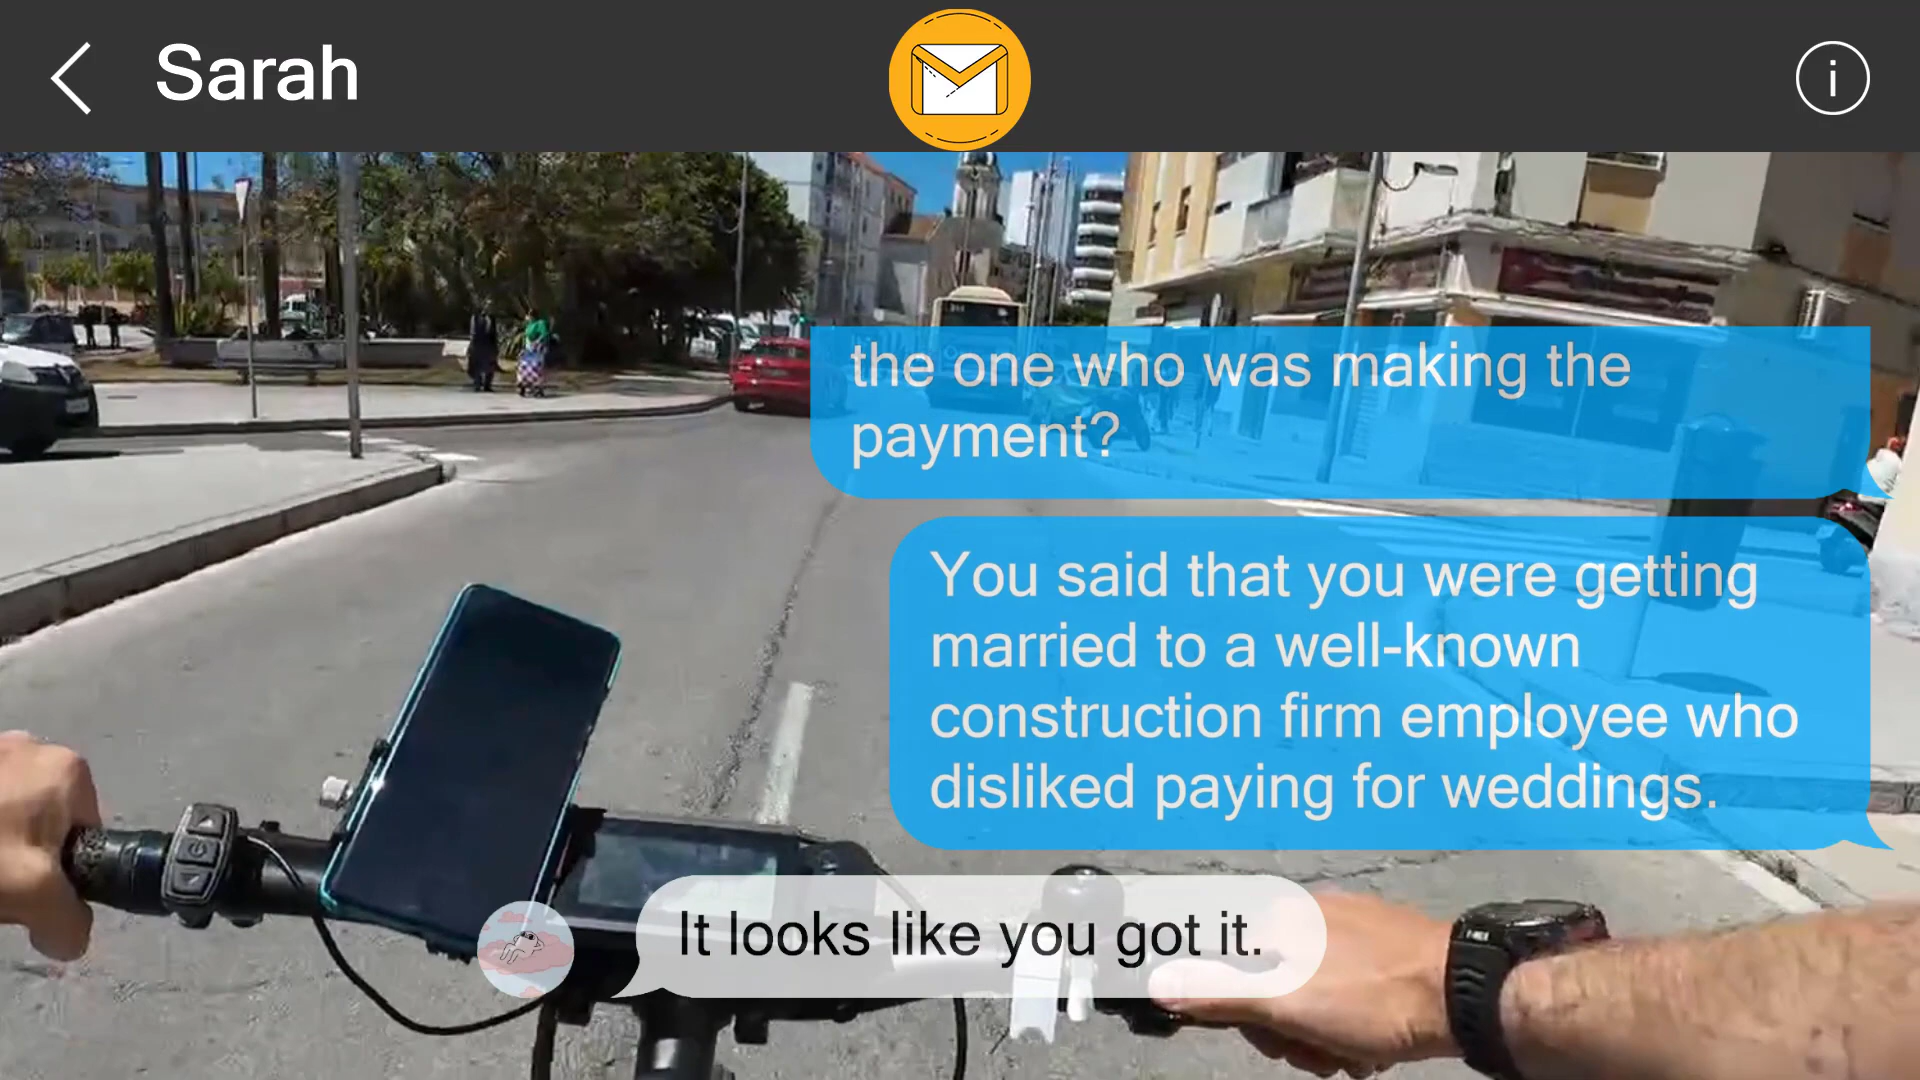 Sarah
the one who was making the
payment?
You said that you were getting
married to a well-known
construction firm employee who
disliked paying for weddings.
It looks like you got it.